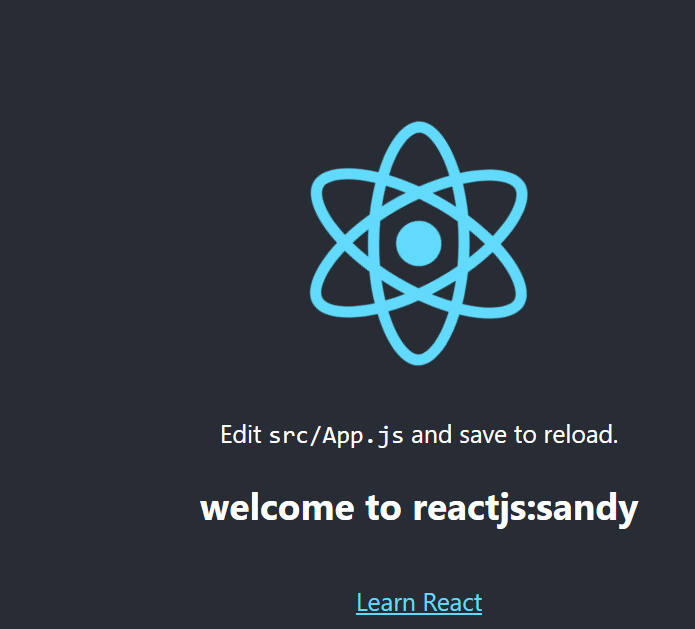 Edit src/App.js and save to reload.
welcome to reactjs:sandy
Learn React